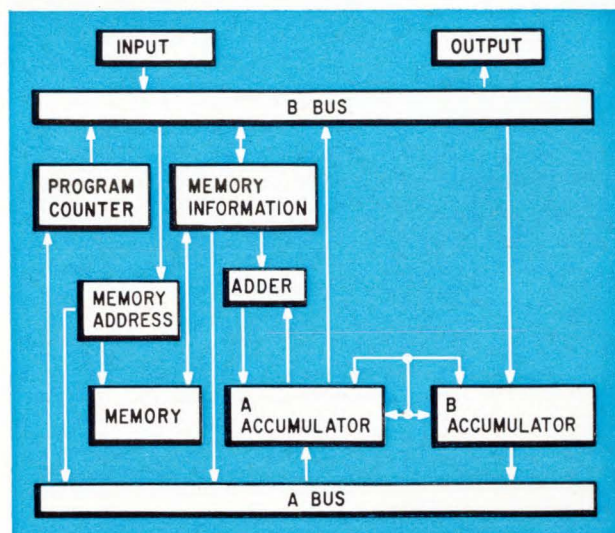 INPUT
OUTPUT
B BUS
PROGRAM
COUNTER
MEMORY
INFORMATION
MEMORY
ADDRESS
ADDER
MEMORY
A
ACCUMULATOR
B
ACCUMULATOR
A BUS